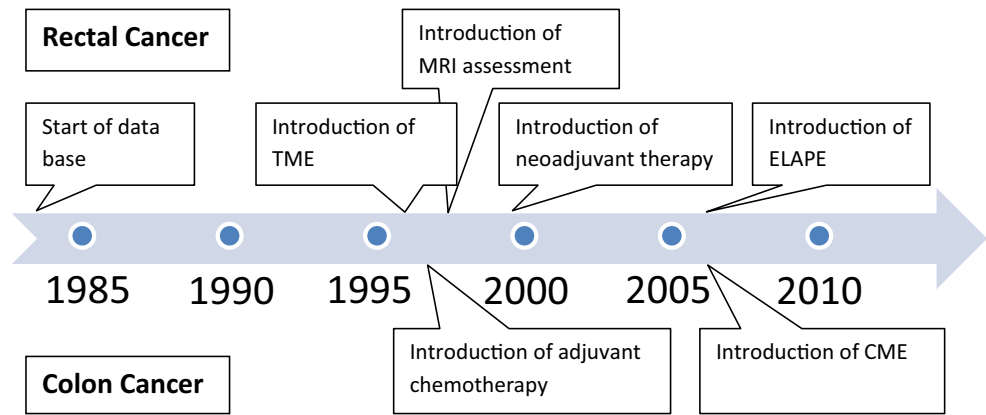 Rectal Cancer
Introduction of
MRI assessment
Start of data
base
Introduction of
TME
Introduction of
neoadjuvant therapy
Introduction of
ELAPE
1985 1990 1995 2000 2005 2010
Introduction of adjuvant
chemotherapy
Introduction of CME
Colon Cancer